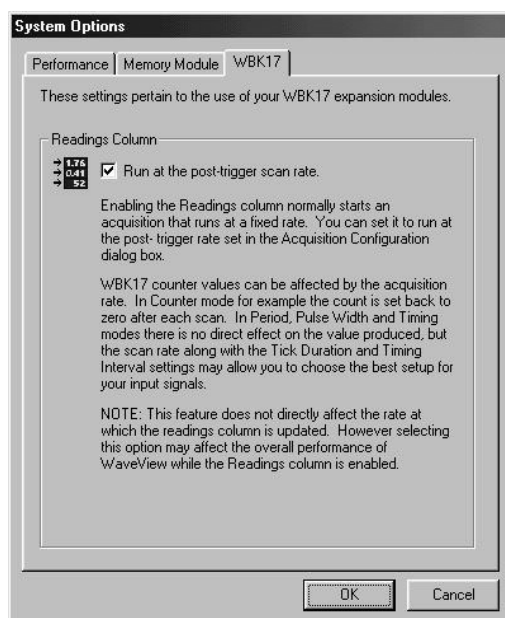 System Options
Performance
Memory Module
WBK17
These settings pertain to the use of your WBK17 expansion modules.
Readings Column
1.76
0.41
52
Run at the post-trigger scan rate.
Enabling the Readings column normally starts an
acquisition that runs at a fixed rate. You can set it to run at
the post- trigger rate set in the Acquisition Configuration
dialog box.
WBK17 counter values can be affected by the acquisition
rate. In Counter mode for example the count is set back to
zero after each scan. In Period, Pulse Width and Timing
modes there is no direct effect on the value produced, but
the scan rate along with the Tick Duration and Timing
Interval settings may allow you to choose the best setup for
your input signals.
NOTE: This feature does not directly affect the rate at
which the readings column is updated. However selecting
this option may affect the overall performance of
WaveView while the Readings column is enabled.
OK
Cancel